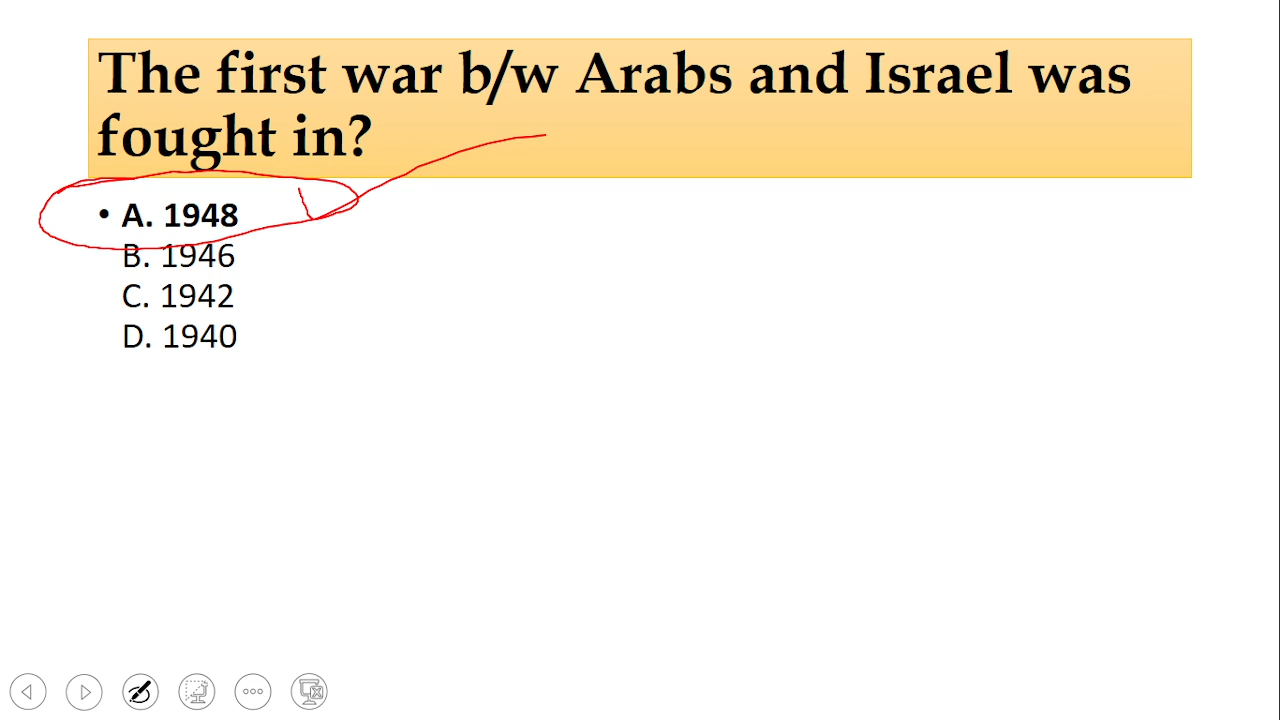 The first war b/w Arabs and Israel was
fought in?
• A. 1948
B. 1946
C. 1942
D. 1940